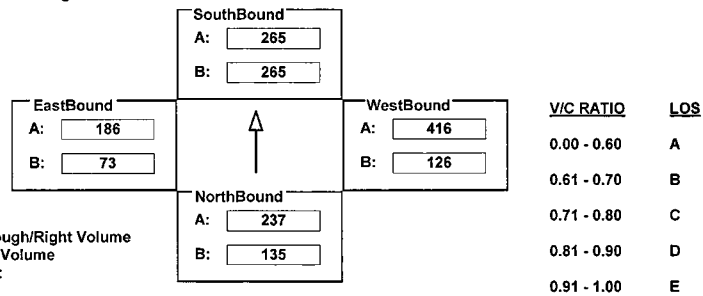 SouthBound
A: 265
B: 265
EastBound
A: 186
B: 73
WestBound
A: 416
B: 126
NorthBound
A: 237
B: 135
Volume
V/C RATIO LOS
0.00 - 0.60 A
0.61 - 0.70 B
0.71 - 0.80 C
0.81 - 0.90 D
0.91 - 1.00 E